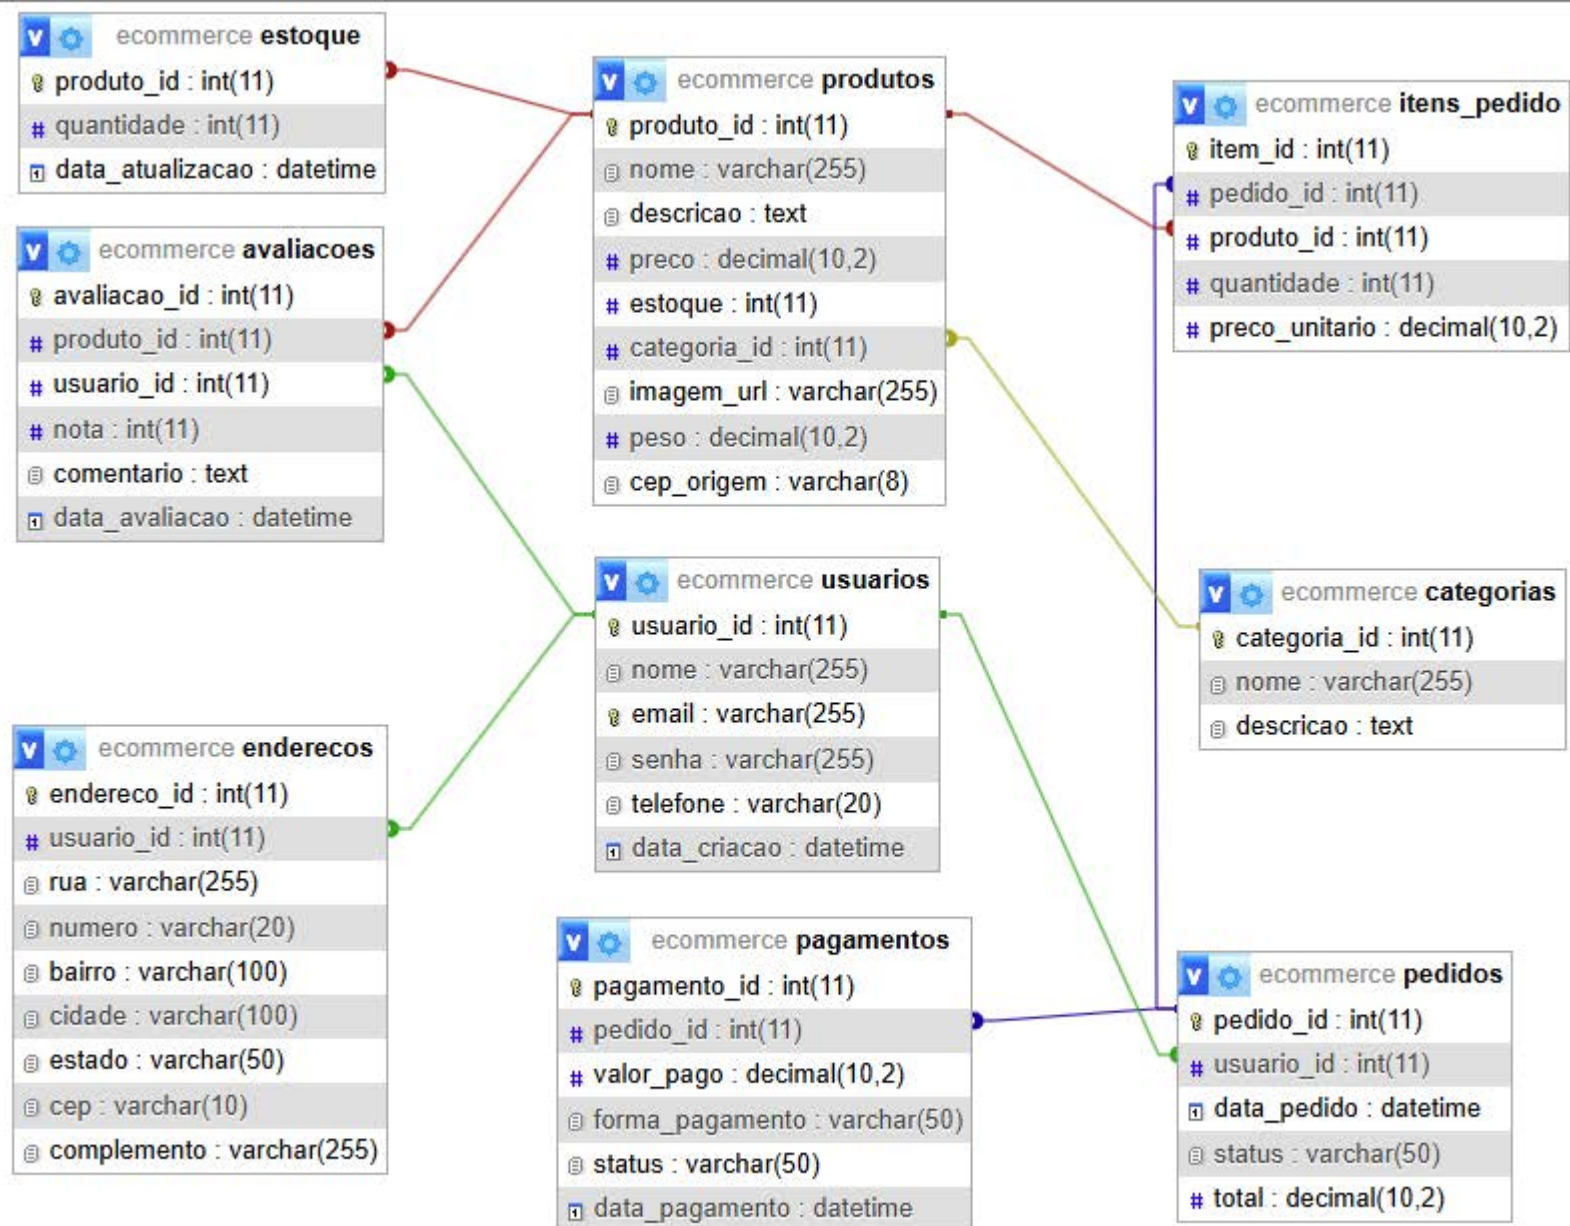 ecommerce estoque
produto_id : int(11)
quantidade : int(11)
data_atualizacao : datetime
ecommerce avaliacoes
avaliacao_id : int(11)
produto_id : int(11)
usuario_id : int(11)
nota : int(11)
comentario : text
data_avaliacao : datetime
ecommerce enderecos
endereco_id : int(11)
usuario_id : int(11)
rua : varchar(255)
numero : varchar(20)
bairro : varchar(100)
cidade : varchar(100)
estado : varchar(50)
cep : varchar(10)
complemento : varchar(255)
ecommerce produtos
produto_id : int(11)
nome : varchar(255)
descricao : text
preco : decimal(10,2)
estoque : int(11)
categoria_id : int(11)
imagem_url : varchar(255)
peso : decimal(10,2)
cep_origem : varchar(8)
ecommerce usuarios
usuario_id : int(11)
nome : varchar(255)
email : varchar(255)
senha : varchar(255)
telefone : varchar(20)
data_criacao : datetime
ecommerce pagamentos
pagamento_id : int(11)
pedido_id : int(11)
valor_pago : decimal(10,2)
forma_pagamento : varchar(50)
status : varchar(50)
data_pagamento : datetime
ecommerce itens_pedido
item_id : int(11)
pedido_id : int(11)
produto_id : int(11)
quantidade : int(11)
preco_unitario : decimal(10,2)
ecommerce categorias
categoria_id : int(11)
nome : varchar(255)
descricao : text
ecommerce pedidos
pedido_id : int(11)
usuario_id : int(11)
data_pedido : datetime
status : varchar(50)
total : decimal(10,2)